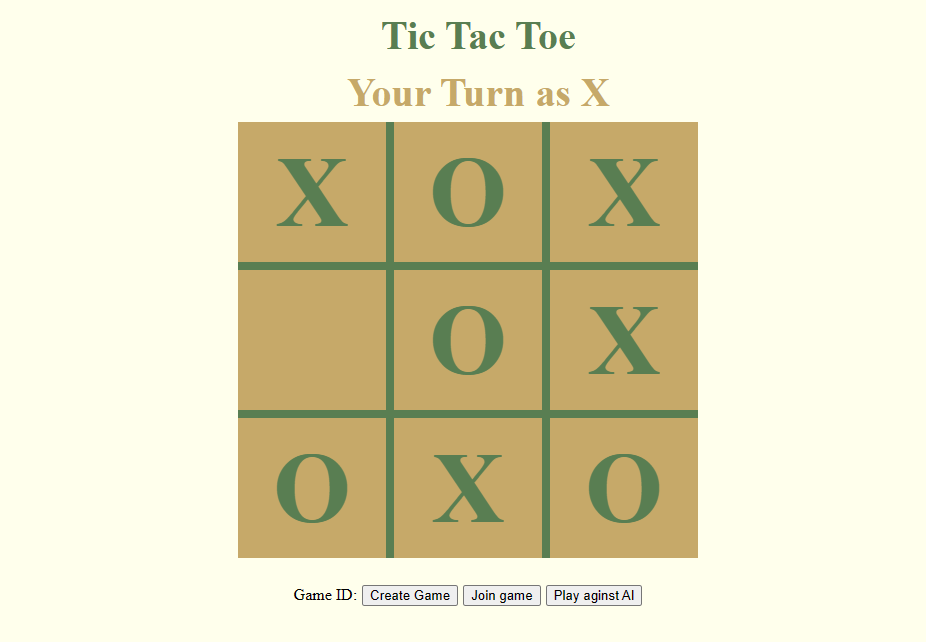 Tic Tac Toe
Your Turn as X
X O X
O X
O X O
Game ID: Create Game Join game Play aginst AI